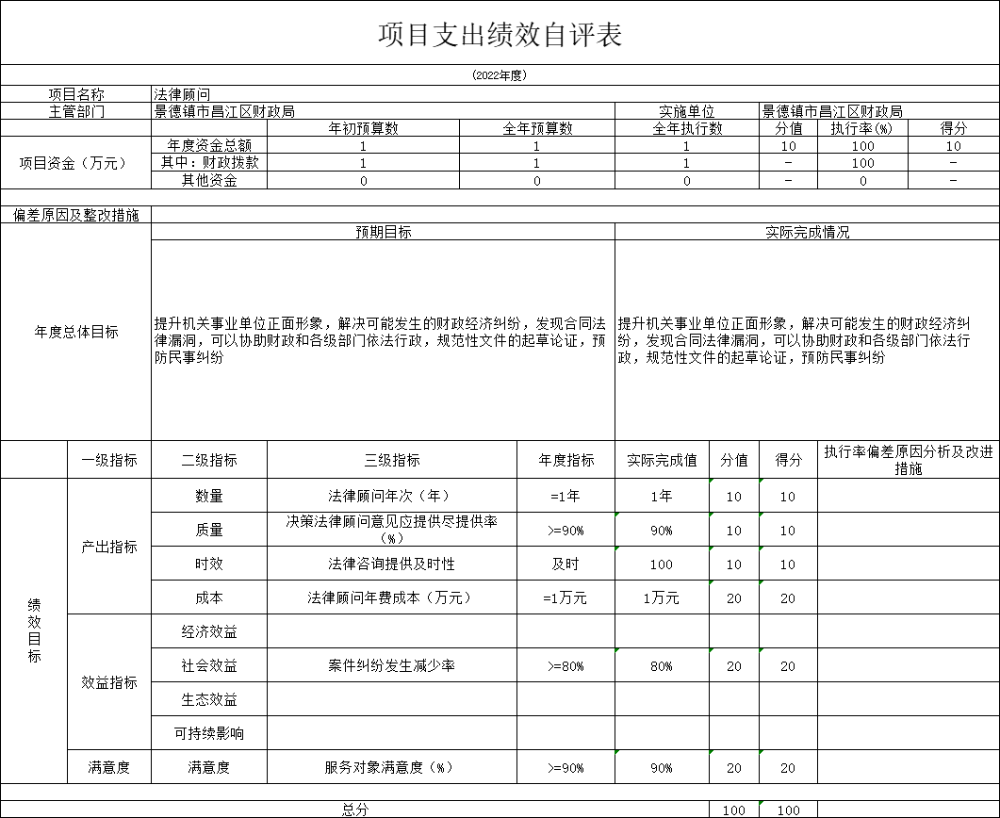 项目支出绩效自评表
（2022年度）
项目名称 法律顾问
主管部门 景德镇市昌江区财政局 实施单位 景德镇市昌江区财政局
年初预算数 全年预算数 全年执行数 分值 执行率(%) 得分
项目资金（万元） 年度资金总额 1 1 1 10 100 10
其中：财政拨款 1 1 1 - 100 -
其他资金 0 0 0 - 0 -
偏差原因及整改措施
年度总体目标 预期目标 实际完成情况
提升机关事业单位正面形象，解决可能发生的财政经济纠纷，发现合同法
律漏洞，可以协助财政和各级部门依法行政，规范性文件的起草论证，预
防民事纠纷
提升机关事业单位正面形象，解决可能发生的财政经济纠
纷，发现合同法律漏洞，可以协助财政和各级部门依法行
政，规范性文件的起草论证，预防民事纠纷
一级指标 二级指标 三级指标 年度指标 实际完成值 分值 得分 执行率偏差原因分析及改进
措施
绩效目标
产出指标 数量 法律顾问年次（年） =1年 1年 10 10
质量 决策法律顾问意见应提供尽提供率
（%） >=90% 90% 10 10
时效 法律咨询提供及时性 及时 100 10 10
成本 法律顾问年费成本（万元） =1万元 1万元 20 20
效益指标 经济效益
社会效益 案件纠纷发生减少率 >=80% 80% 20 20
生态效益
可持续影响
满意度 满意度 服务对象满意度（%） >=90% 90% 20 20
总分 100 100